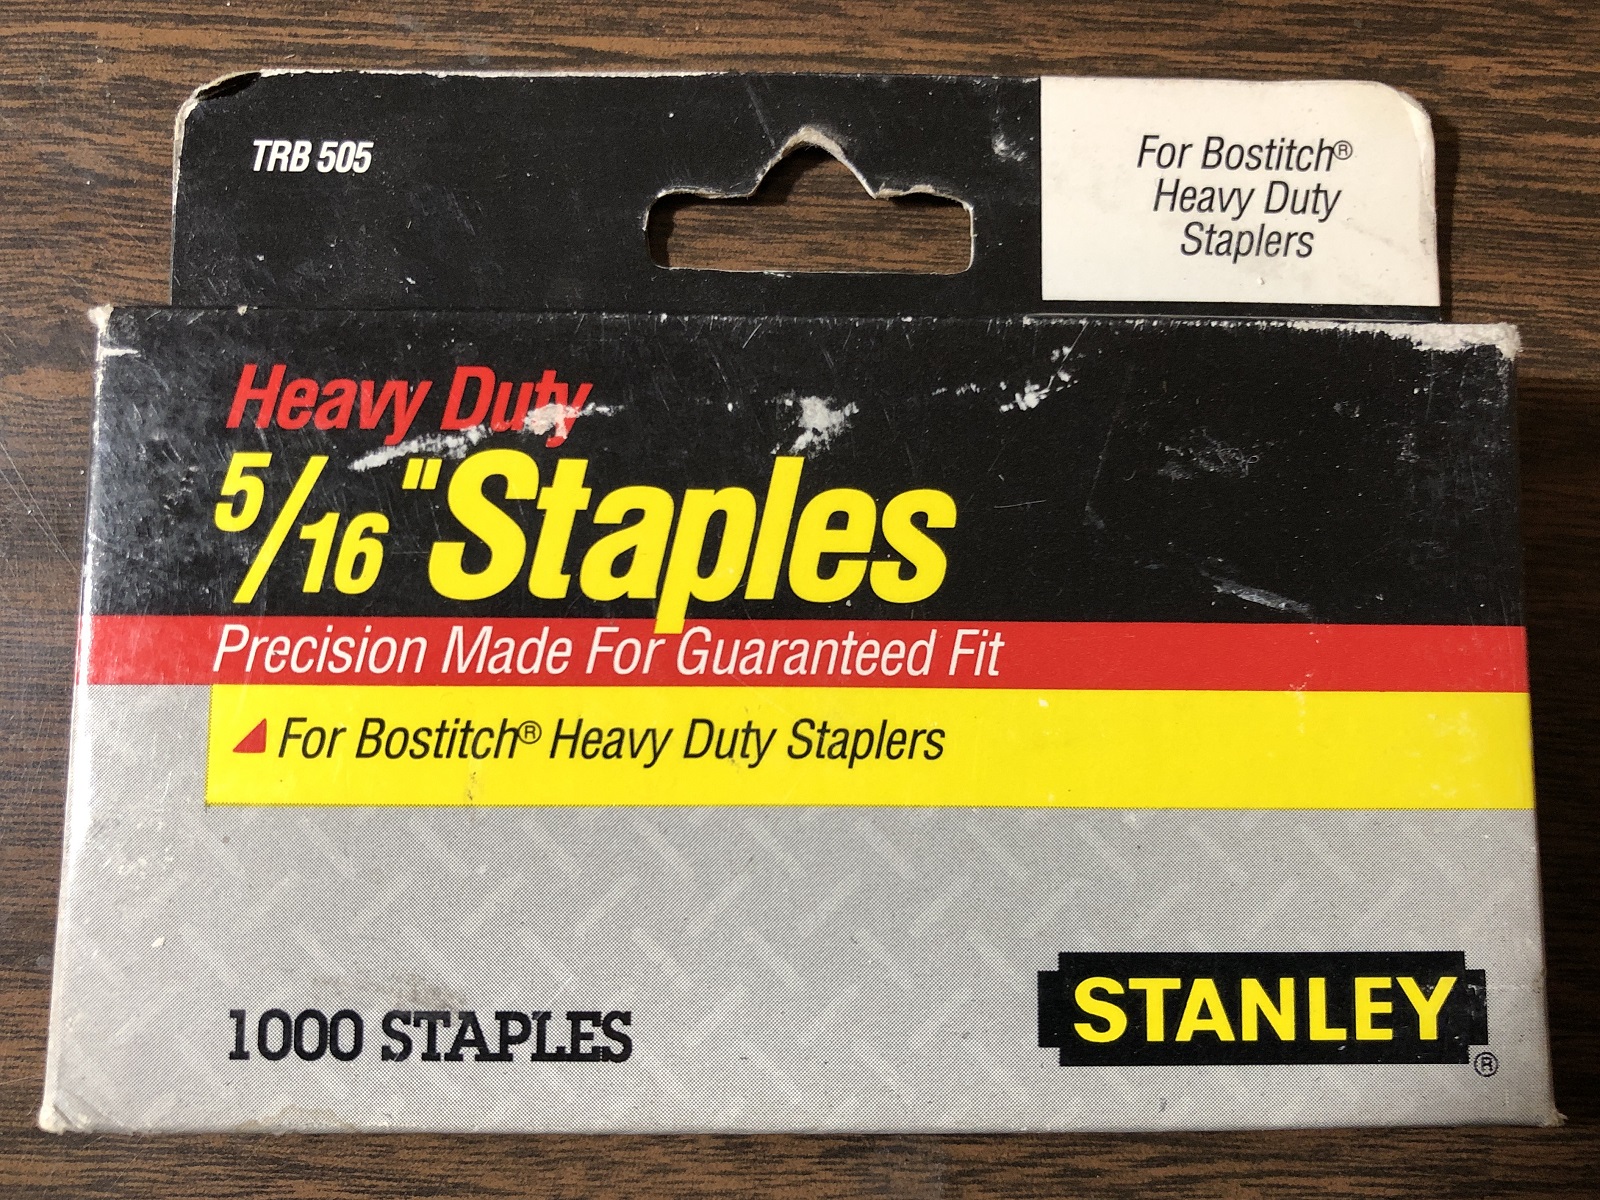 TRB 505
For Bostitch®
Heavy Duty
Staplers
Heavy Duty
5/16 "Staples
Precision Made For Guaranteed Fit
For Bostitch® Heavy Duty Staplers
1000 STAPLES
STANLEY®